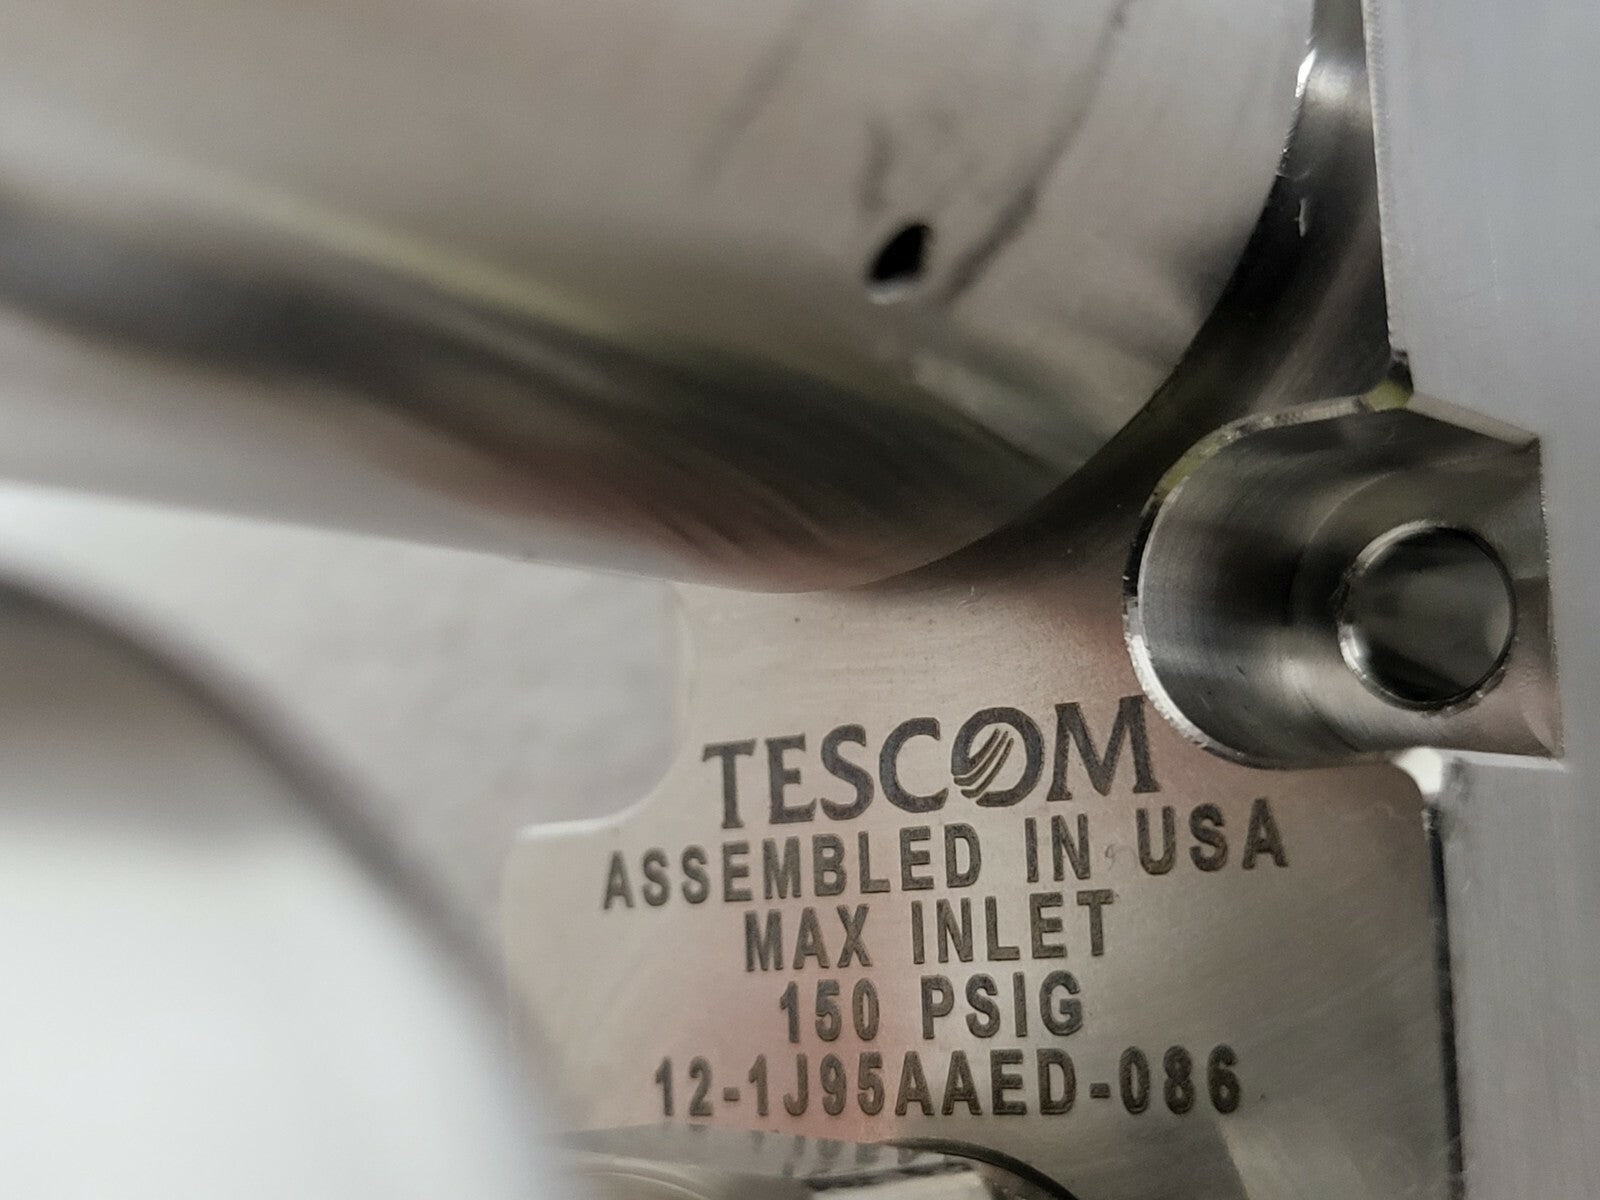 TESCOM
ASSEMBLED IN USA
MAX INLET
150 PSIG
12-1J95AAED-086